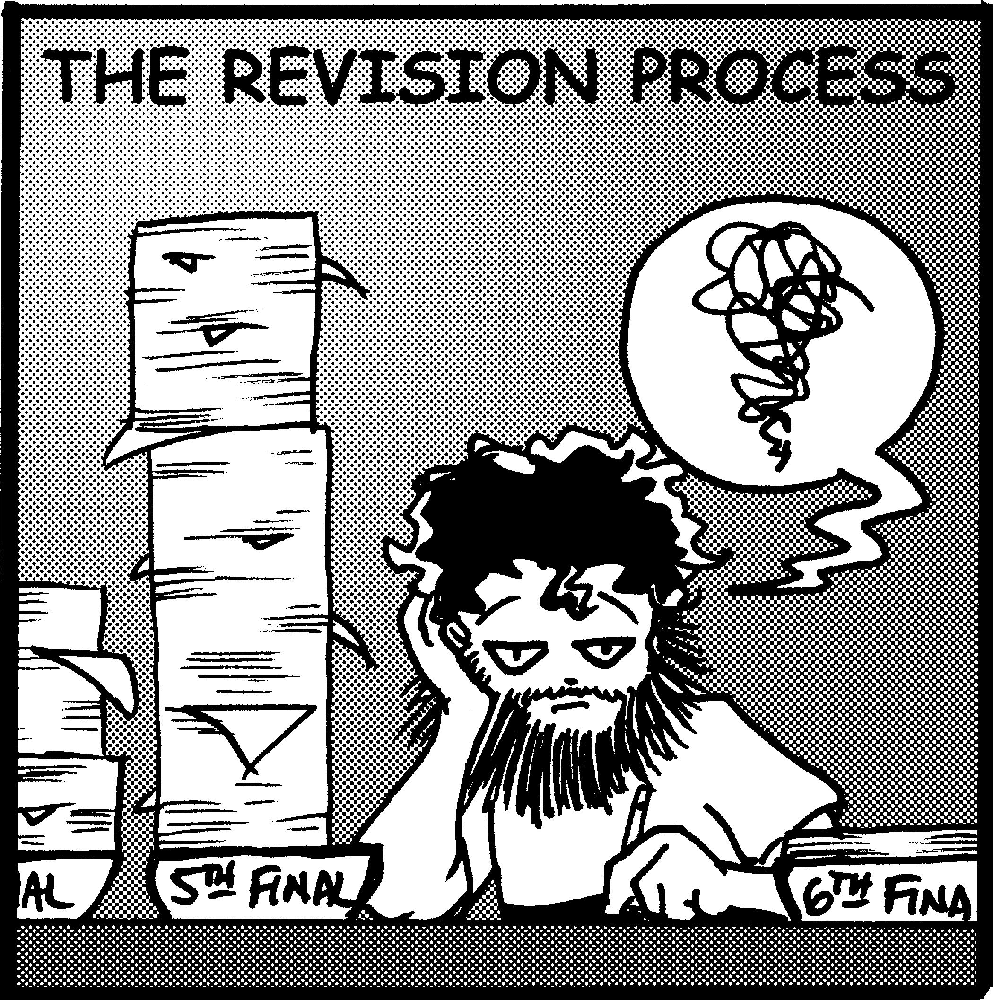 THE REVISION PROCESS
AL
5TH FINAL
6TH FINA